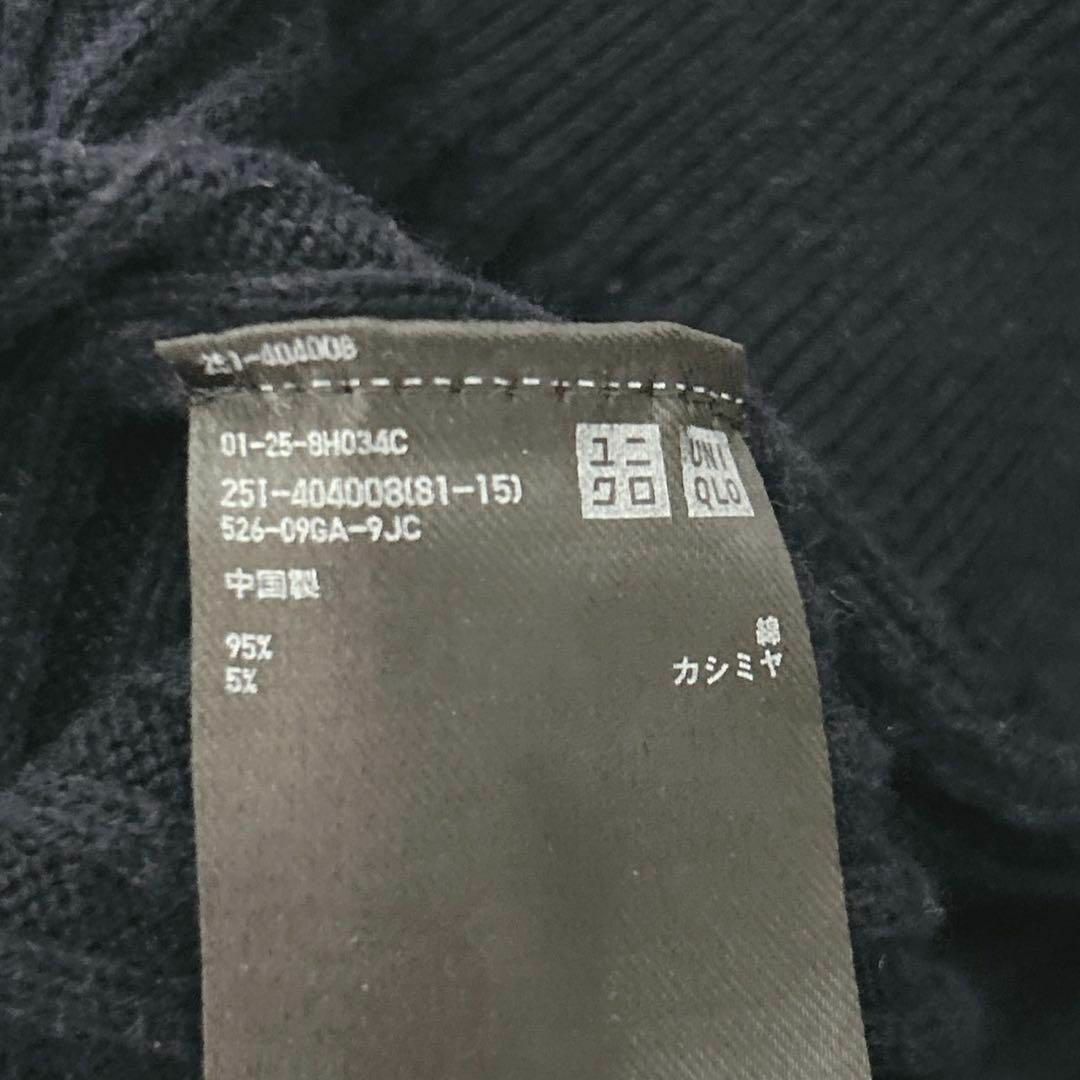 251-404008
01-25-8H034C
251-404008(81-15)
526-09GA-9JC
ユニ
クロ
UNI
QLO
中国製
95% 綿
5% カシミヤ